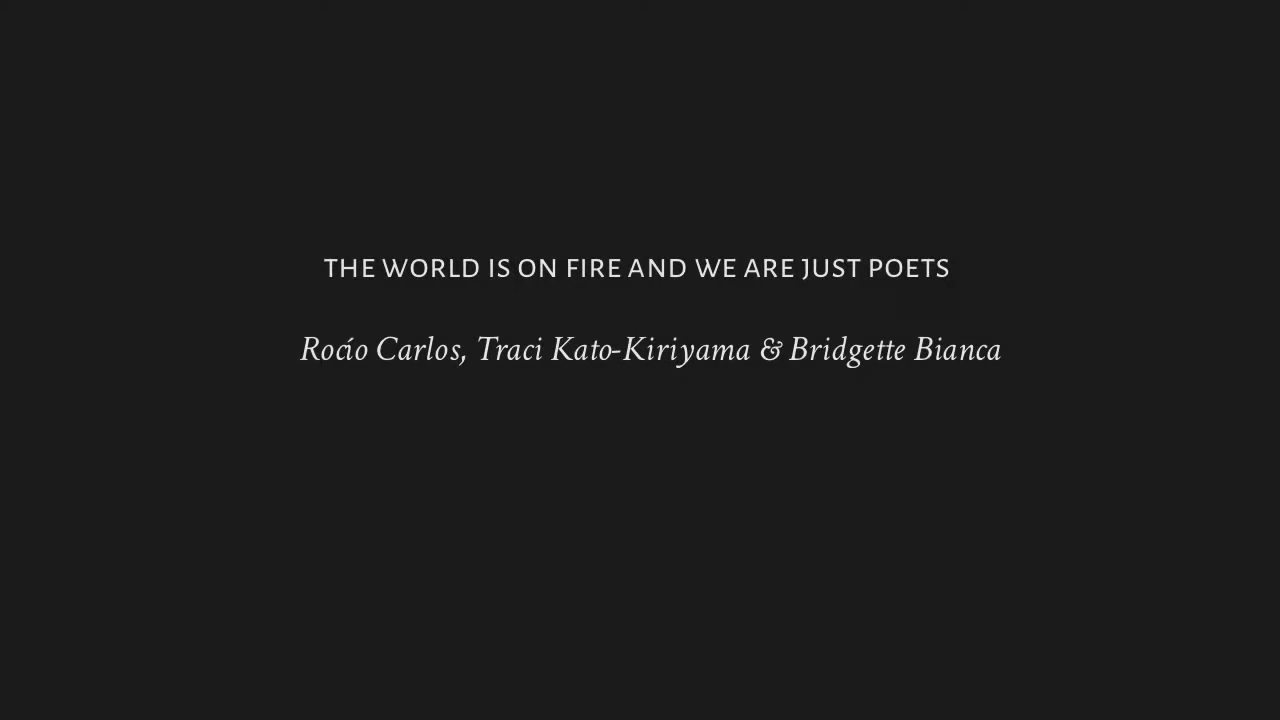 THE WORLD IS ON FIRE AND WE ARE JUST POETS
Rocío Carlos, Traci Kato-Kiriyama & Bridgette Bianca